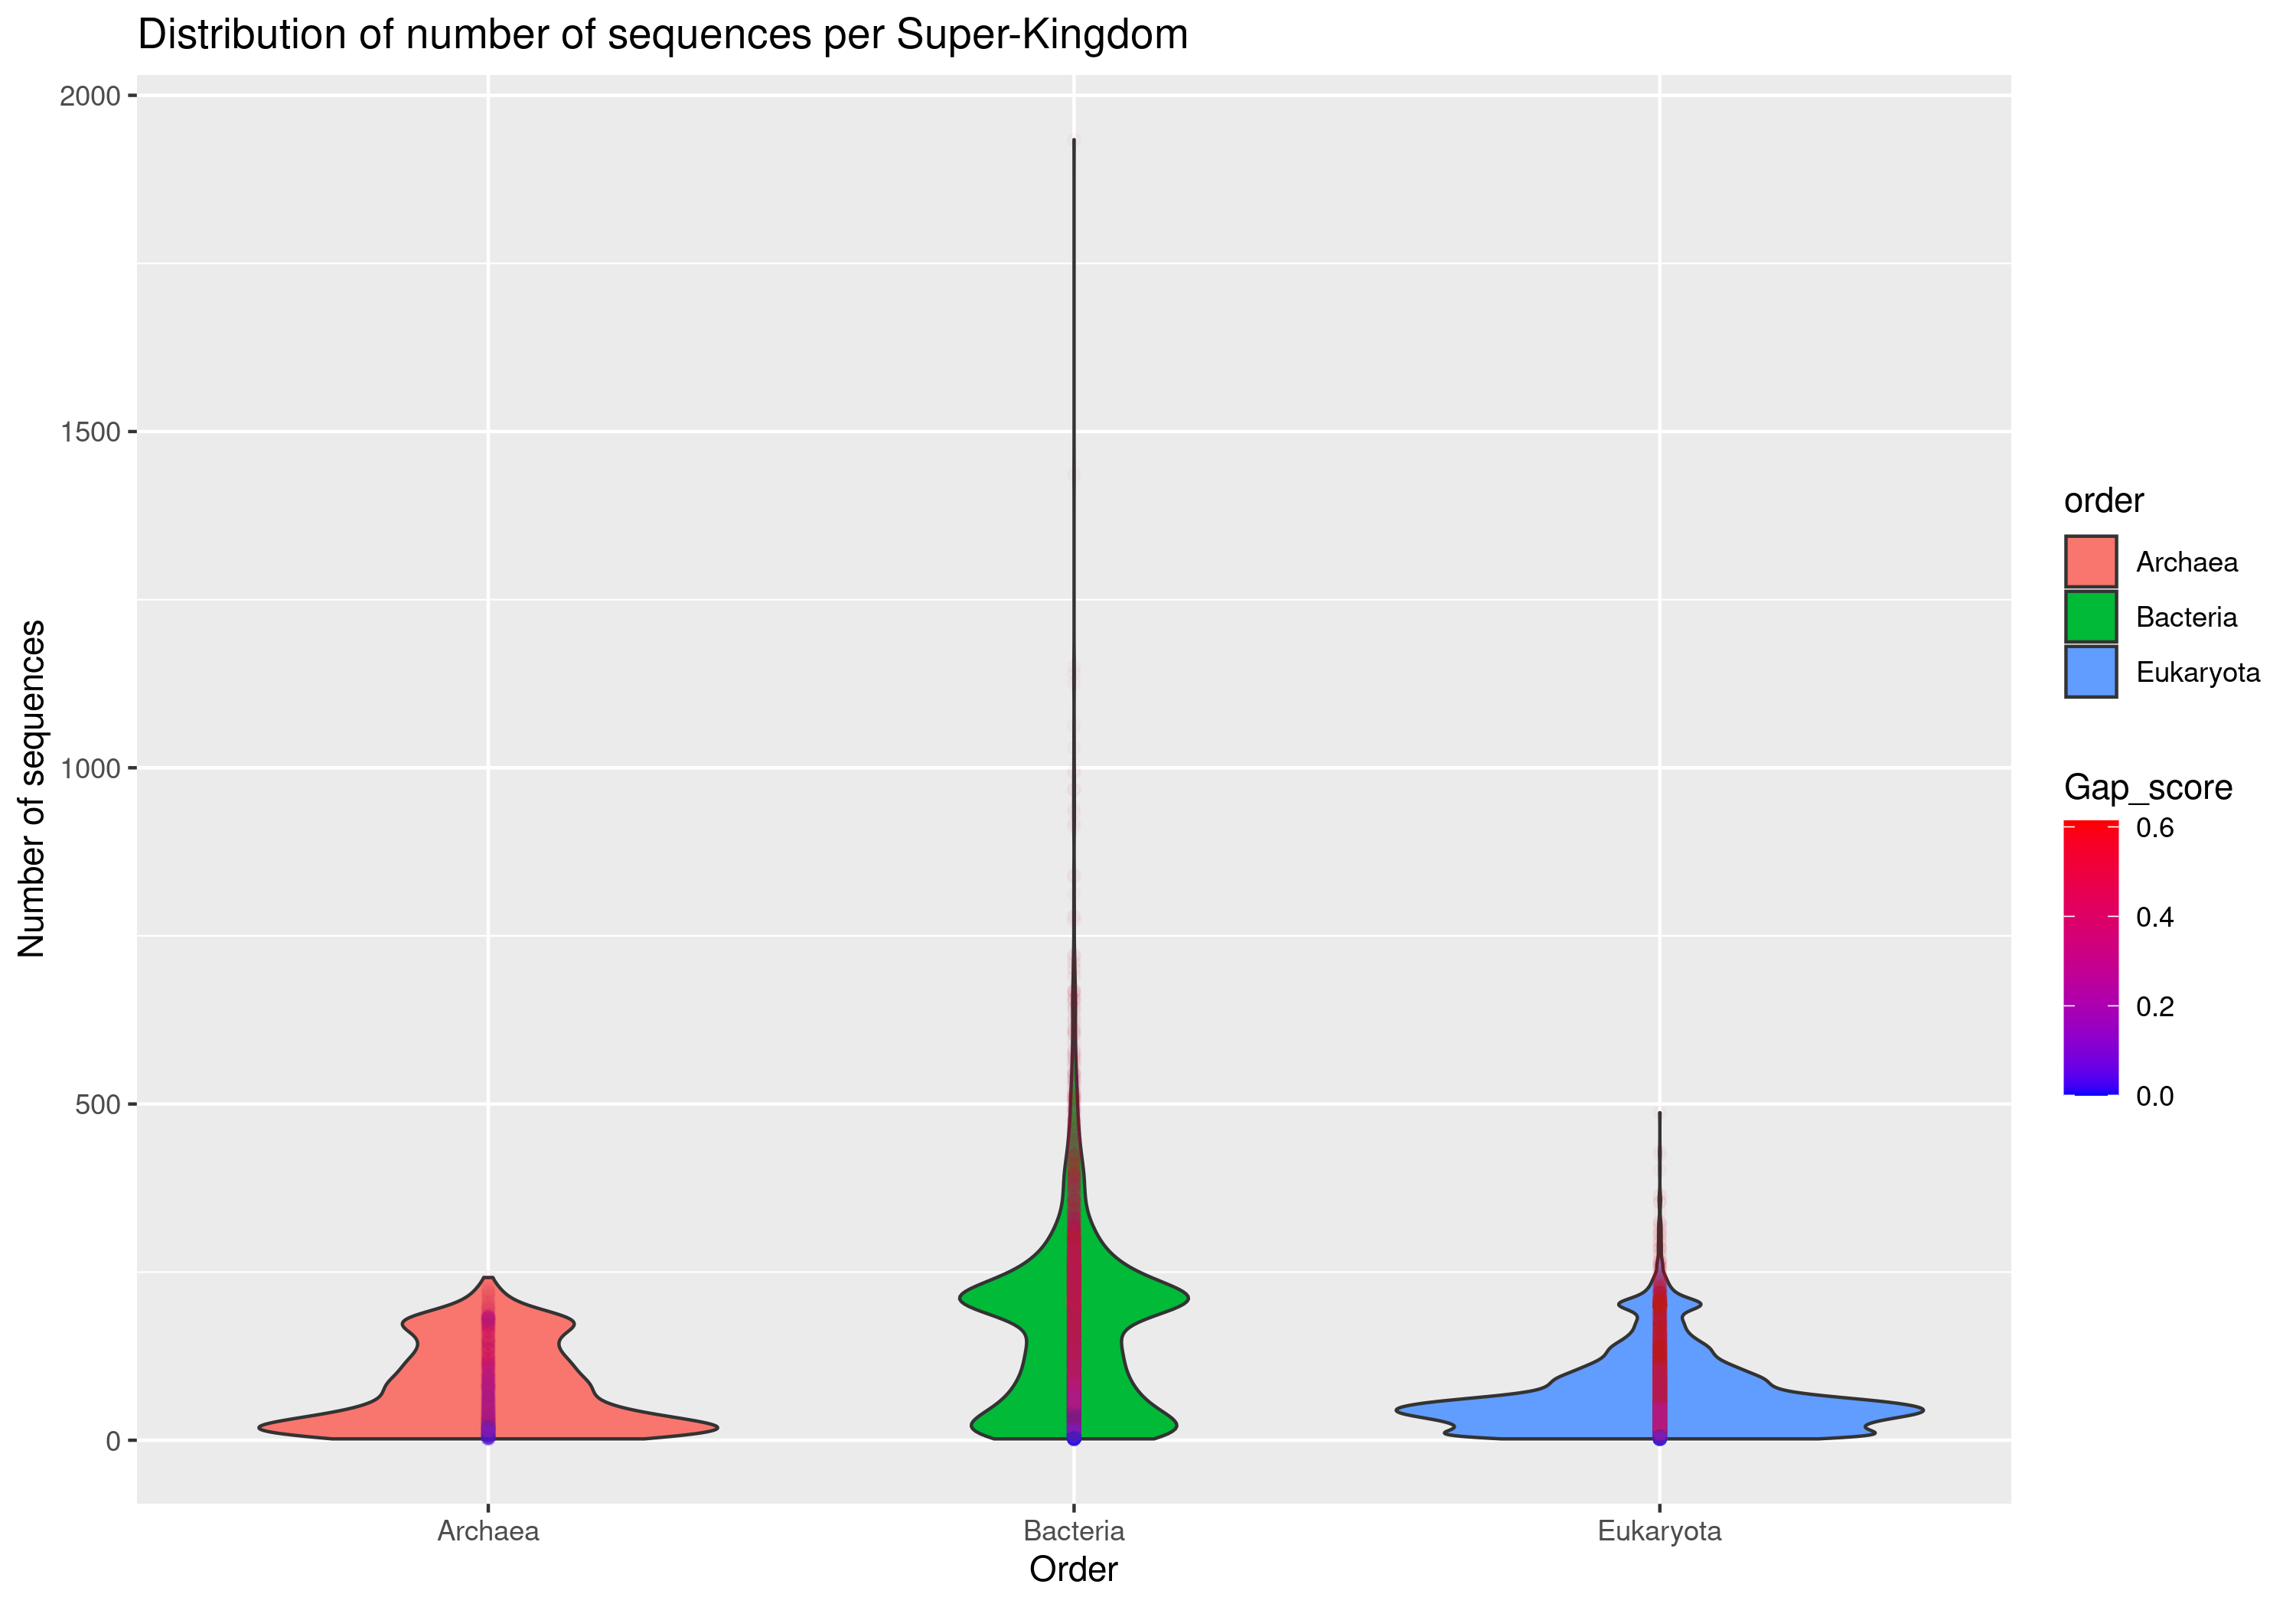 Distribution of number of sequences per Super-Kingdom
2000
1500
1000
500
0
Number of sequences
Archaea
Bacteria
Eukaryota
Order
order
Archaea
Bacteria
Eukaryota
Gap_score
0.6
0.4
0.2
0.0